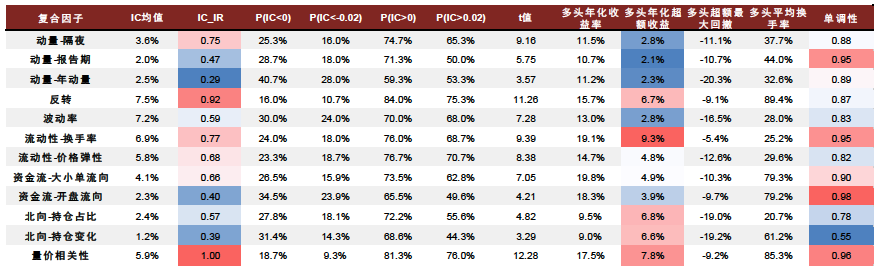 复合因子 IC均值 IC_IR P(IC<0) P(IC<-0.02) P(IC>0) P(IC>0.02) t值 多头年化收益率 多头年化超额收益 多头超额最大回撤 多头平均换手率 单调性
动量-隔夜 3.6% 0.75 25.3% 16.0% 74.7% 65.3% 9.16 11.5% 2.8% -11.1% 37.7% 0.88
动量-报告期 2.0% 0.47 28.7% 18.0% 71.3% 50.0% 5.75 10.7% 2.1% -10.7% 44.0% 0.95
动量-年动量 2.5% 0.29 40.7% 28.0% 59.3% 53.3% 3.57 11.2% 2.3% -20.3% 32.6% 0.89
反转 7.5% 0.92 16.0% 10.7% 84.0% 75.3% 11.26 15.7% 6.7% -9.1% 89.4% 0.87
波动率 7.2% 0.59 30.0% 24.0% 70.0% 68.0% 7.28 13.0% 2.8% -16.5% 28.0% 0.83
流动性-换手率 6.9% 0.77 24.0% 18.0% 76.0% 68.7% 9.39 19.1% 9.3% -5.4% 25.2% 0.95
流动性-价格弹性 5.8% 0.68 23.3% 18.7% 76.7% 70.7% 8.38 14.7% 4.8% -12.6% 29.6% 0.82
资金流-大小单流向 4.1% 0.66 26.5% 15.9% 73.5% 62.8% 7.05 19.8% 4.9% -10.3% 79.3% 0.90
资金流-开盘流向 2.3% 0.40 34.5% 23.9% 65.5% 49.6% 4.21 18.3% 3.9% -9.7% 79.2% 0.98
北向-持仓占比 2.4% 0.57 27.8% 18.1% 72.2% 55.6% 4.82 9.5% 6.8% -19.0% 20.7% 0.78
北向-持仓变化 1.2% 0.39 31.4% 14.3% 68.6% 44.3% 3.29 9.0% 6.6% -19.2% 61.2% 0.55
量价相关性 5.9% 1.00 18.7% 9.3% 81.3% 76.0% 12.28 17.5% 7.8% -9.2% 85.3% 0.96